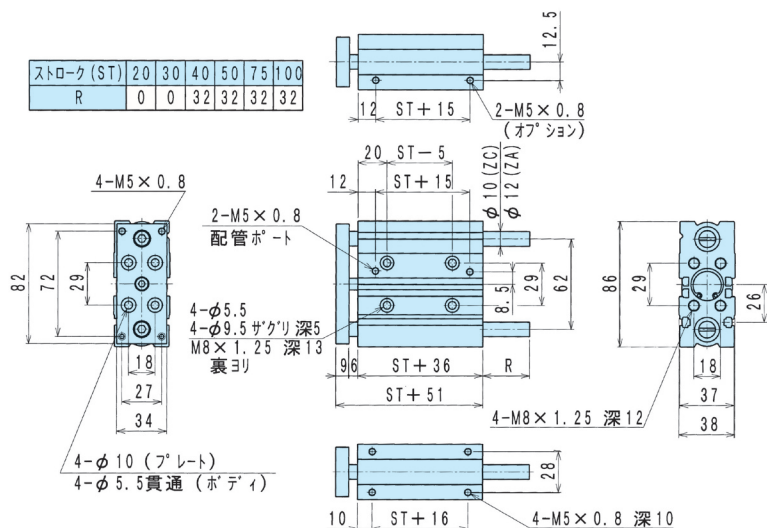 ストローク(ST) 20 30 40 50 75 100
R 0 0 32 32 32 32
12.5
12 ST+15
2-M5×0.8
(オプション)
20 ST−5
12 ST+15
φ10(ZC)
φ12(ZA)
4-M5×0.8
2-M5×0.8
配管ポート
82
72
29
18
27
34
4-φ10(プレート)
4-φ5.5貫通(ボディ)
4-φ5.5
4-φ9.5ザグリ深5
M8×1.25深13
裏ヨリ
8.5
29
62
9 6 ST+36 R
ST+51
86
29
26
18
37
38
4-M8×1.25深12
28
10 ST+16
4-M5×0.8深10